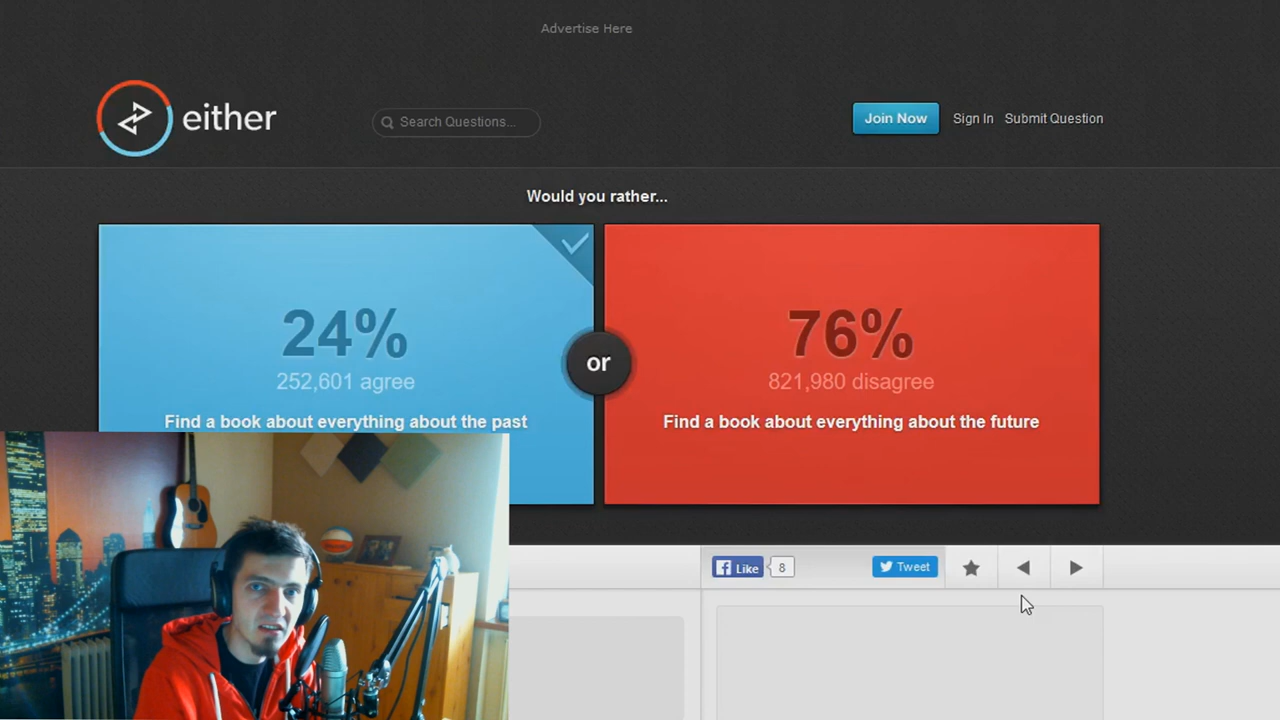 Advertise Here
either
Search Questions...
Join Now
Sign In
Submit Question
Would you rather...
24%
252,601 agree
Find a book about everything about the past
or
76%
821,980 disagree
Find a book about everything about the future
Like
8
Tweet